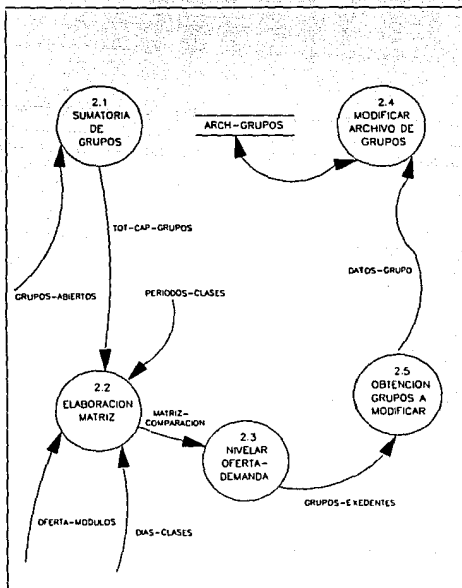 2.1
SUMATORIA
DE
GRUPOS
ARCH-GRUPOS
2.4
MODIFICAR
ARCHIVO DE
GRUPOS
TOT-CAP-GRUPOS
DATOS-GRUPO
GRUPOS-ABIERTOS
PERIODOS-CLASES
2.2
ELABORACION
MATRIZ
MATRIZ-
COMPARACION
2.3
NIVELAR
OFERTA-
DEMANDA
2.5
OBTENCION
GRUPOS A
MODIFICAR
GRUPOS-EXEDENTES
OFERTA-MODULOS
DIAS-CLASES